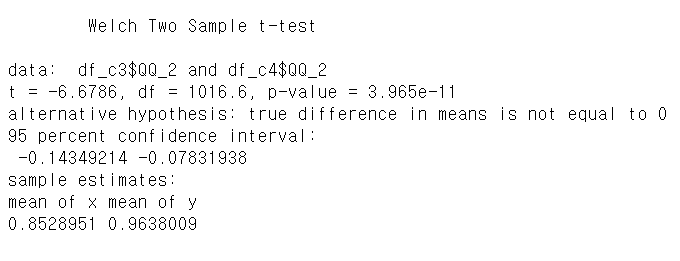 Welch Two Sample t-test
data:  df_c3$QQ_2 and df_c4$QQ_2
t = -6.6786, df = 1016.6, p-value = 3.965e-11
alternative hypothesis: true difference in means is not equal to 0
95 percent confidence interval:
 -0.14349214 -0.07831938
sample estimates:
mean of x mean of y
0.8528951 0.9638009